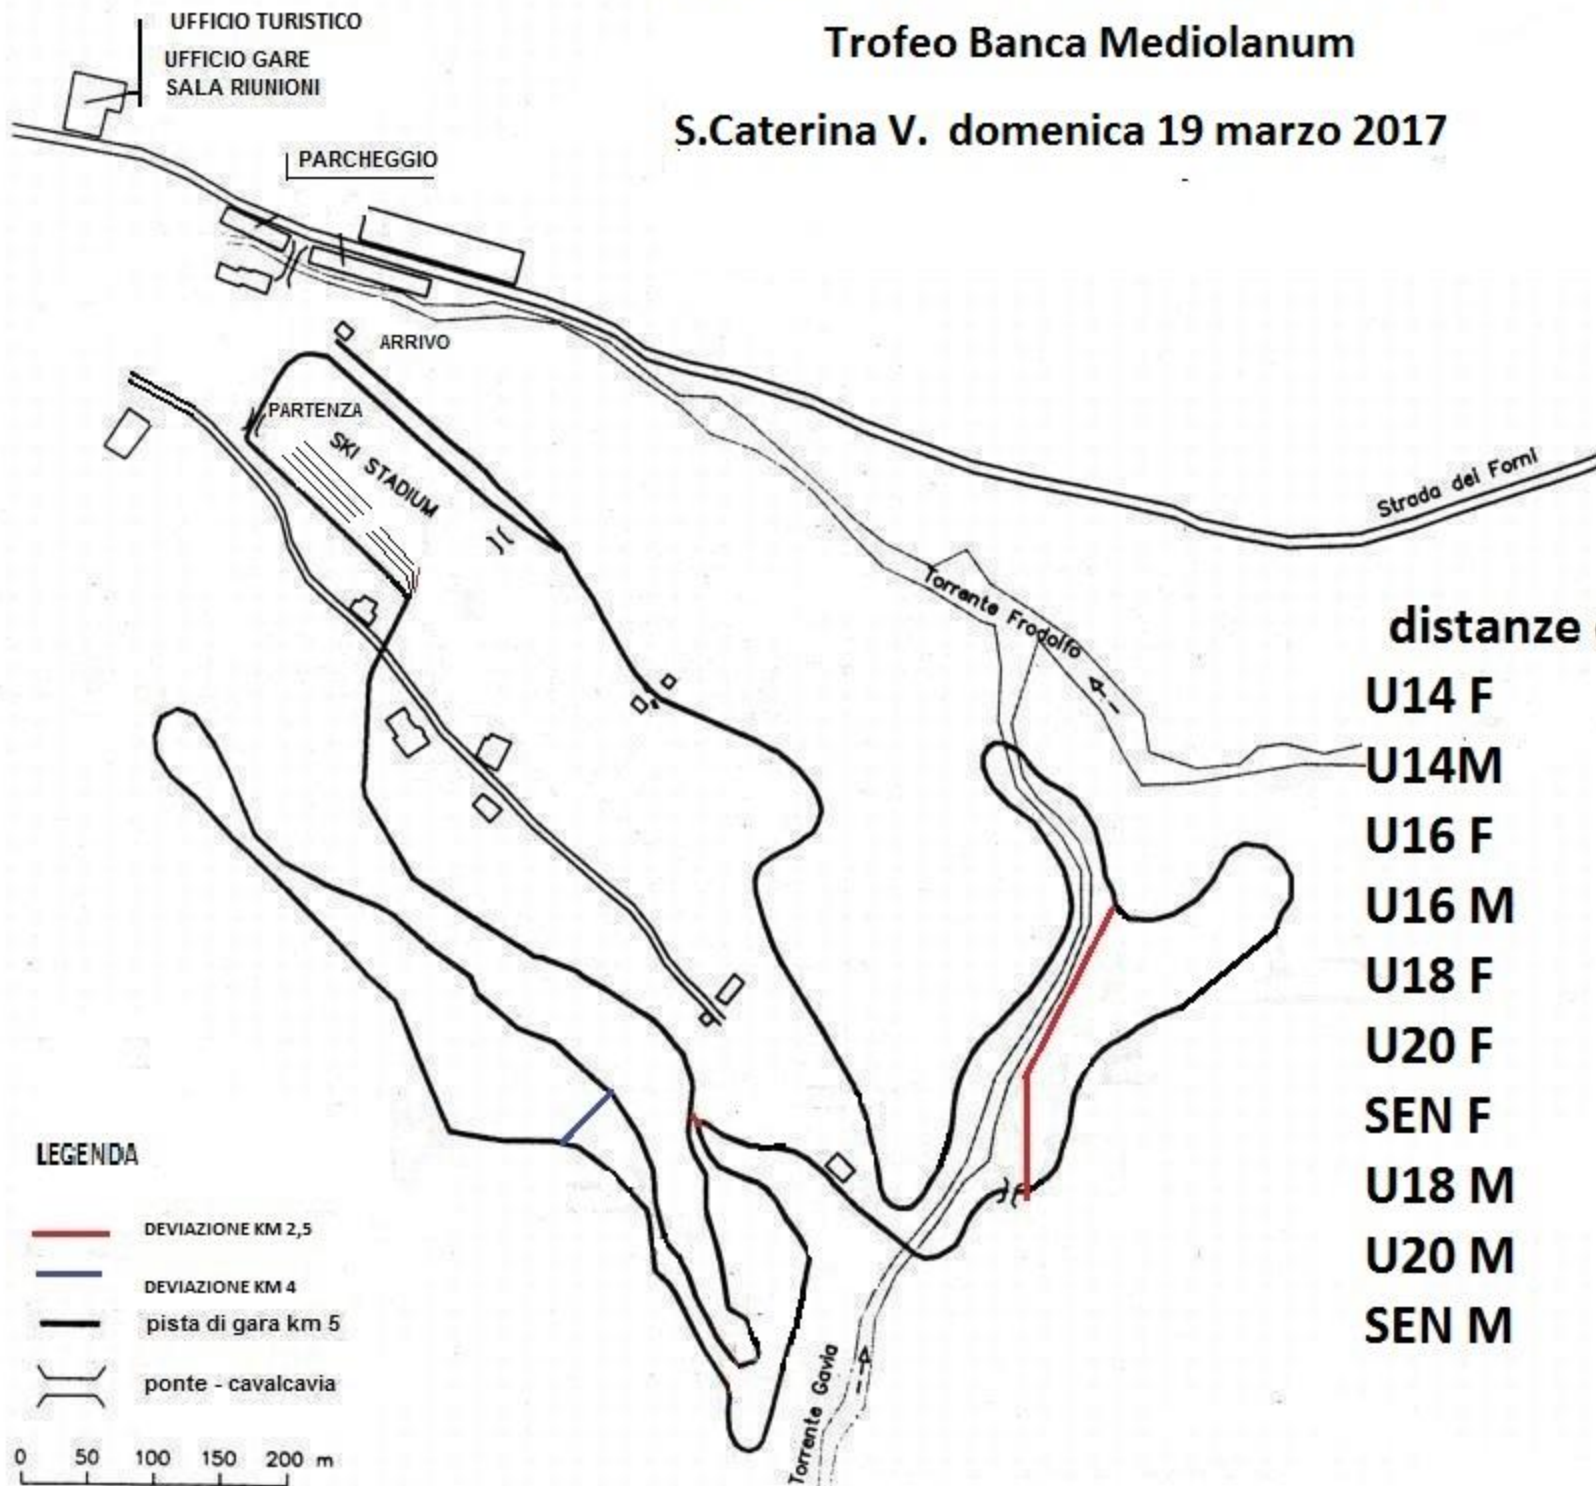 UFFICIO TURISTICO
UFFICIO GARE
SALA RIUNIONI
Trofeo Banca Mediolanum
S.Caterina V. domenica 19 marzo 2017
PARCHEGGIO
ARRIVO
PARTENZA
SKI STADIUM
Strada dei Forni
Torrente Frodolfo
distanze
U14 F
U14M
U16 F
U16 M
U18 F
U20 F
SEN F
U18 M
U20 M
SEN M
LEGENDA
DEVIAZIONE KM 2,5
DEVIAZIONE KM 4
pista di gara km 5
ponte - cavalcavia
0 50 100 150 200 m
Torrente Gavia